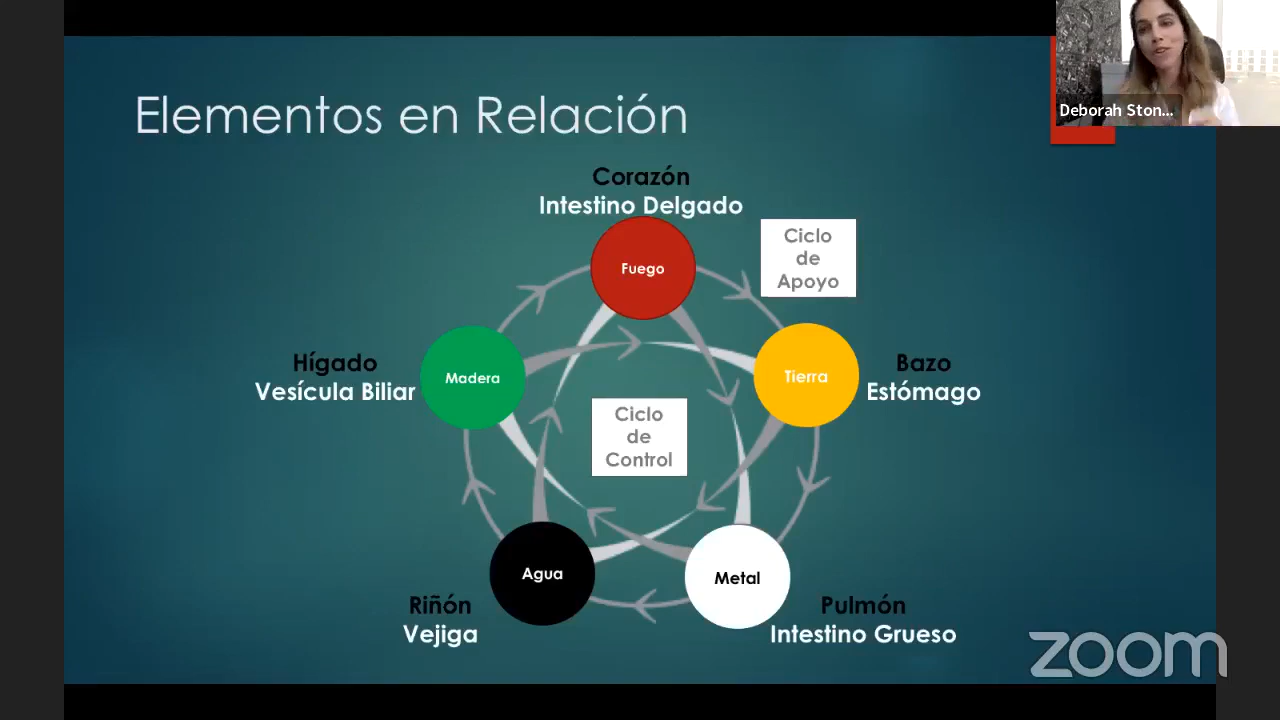 Deborah Ston...
Elementos en Relación
Corazón
Intestino Delgado
Fuego
Ciclo
de
Apoyo
Hígado
Vesícula Biliar
Madera
Tierra
Bazo
Estómago
Ciclo
de
Control
Agua
Metal
Riñón
Vejiga
Pulmón
Intestino Grueso
zoom